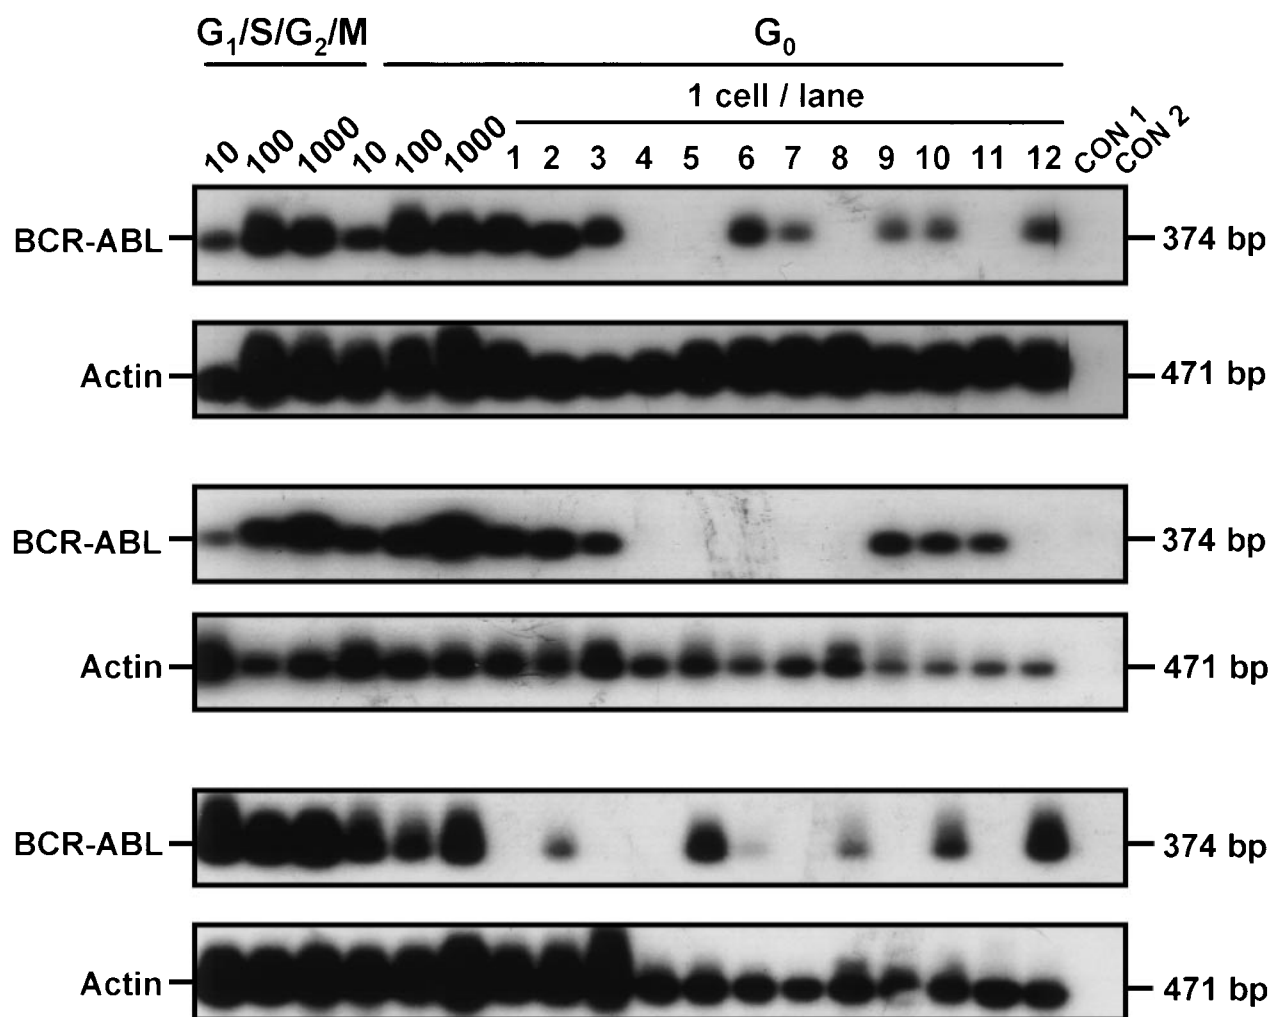 G1/S/G2/M G0
1 cell / lane
10 100 1000 10 100 1000 1 2 3 4 5 6 7 8 9 10 11 12 CON 1 CON 2
BCR-ABL 374 bp
Actin 471 bp
BCR-ABL 374 bp
Actin 471 bp
BCR-ABL 374 bp
Actin 471 bp